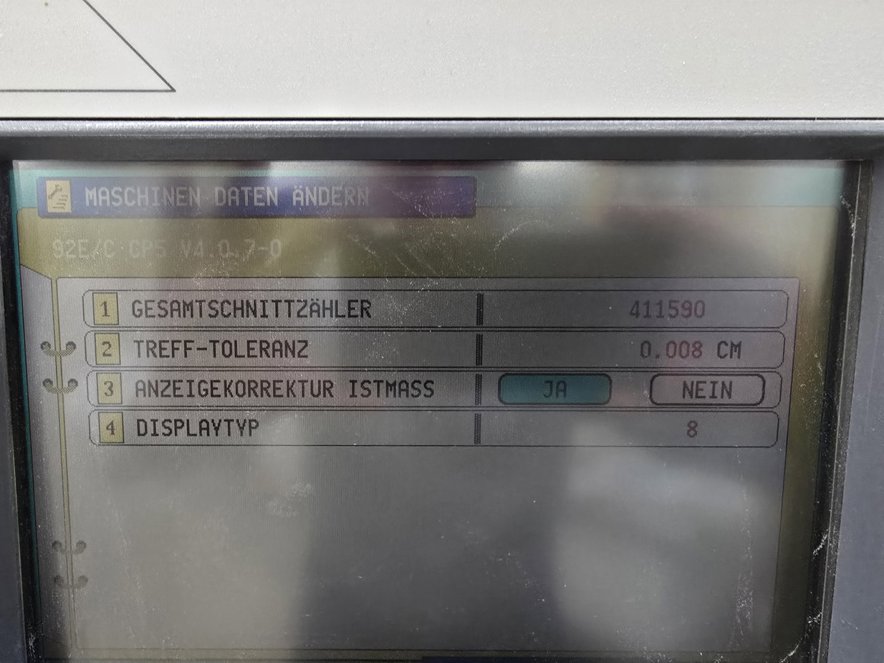 MASCHINEN DATEN ÄNDERN
92E/C CP5 V4.0.7-0
1 GESAMTSCHNITTZÄHLER 411590
2 TREFF-TOLERANZ 0.008 CM
3 ANZEIGEKORREKTUR ISTMASS JA NEIN
4 DISPLAYTYP 8